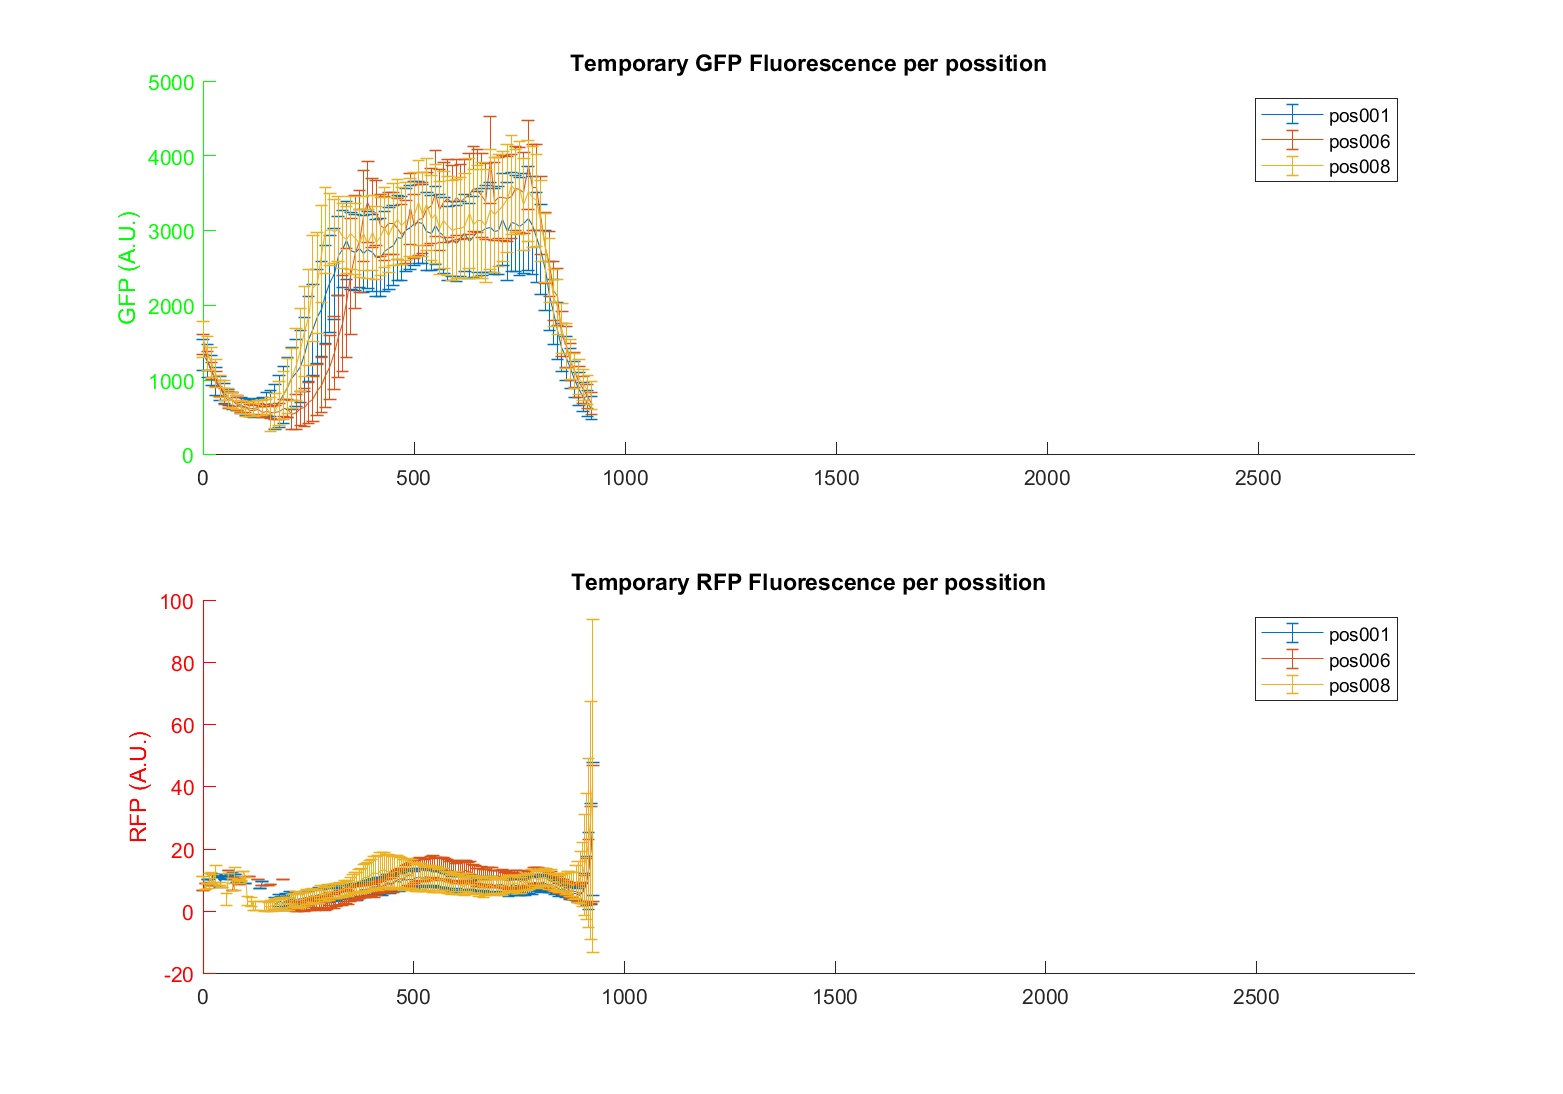 Temporary GFP Fluorescence per possition
5000
4000
3000
2000
1000
0
GFP (A.U.)
pos001
pos006
pos008
0 500 1000 1500 2000 2500
Temporary RFP Fluorescence per possition
100
80
60
40
20
0
-20
RFP (A.U.)
pos001
pos006
pos008
0 500 1000 1500 2000 2500